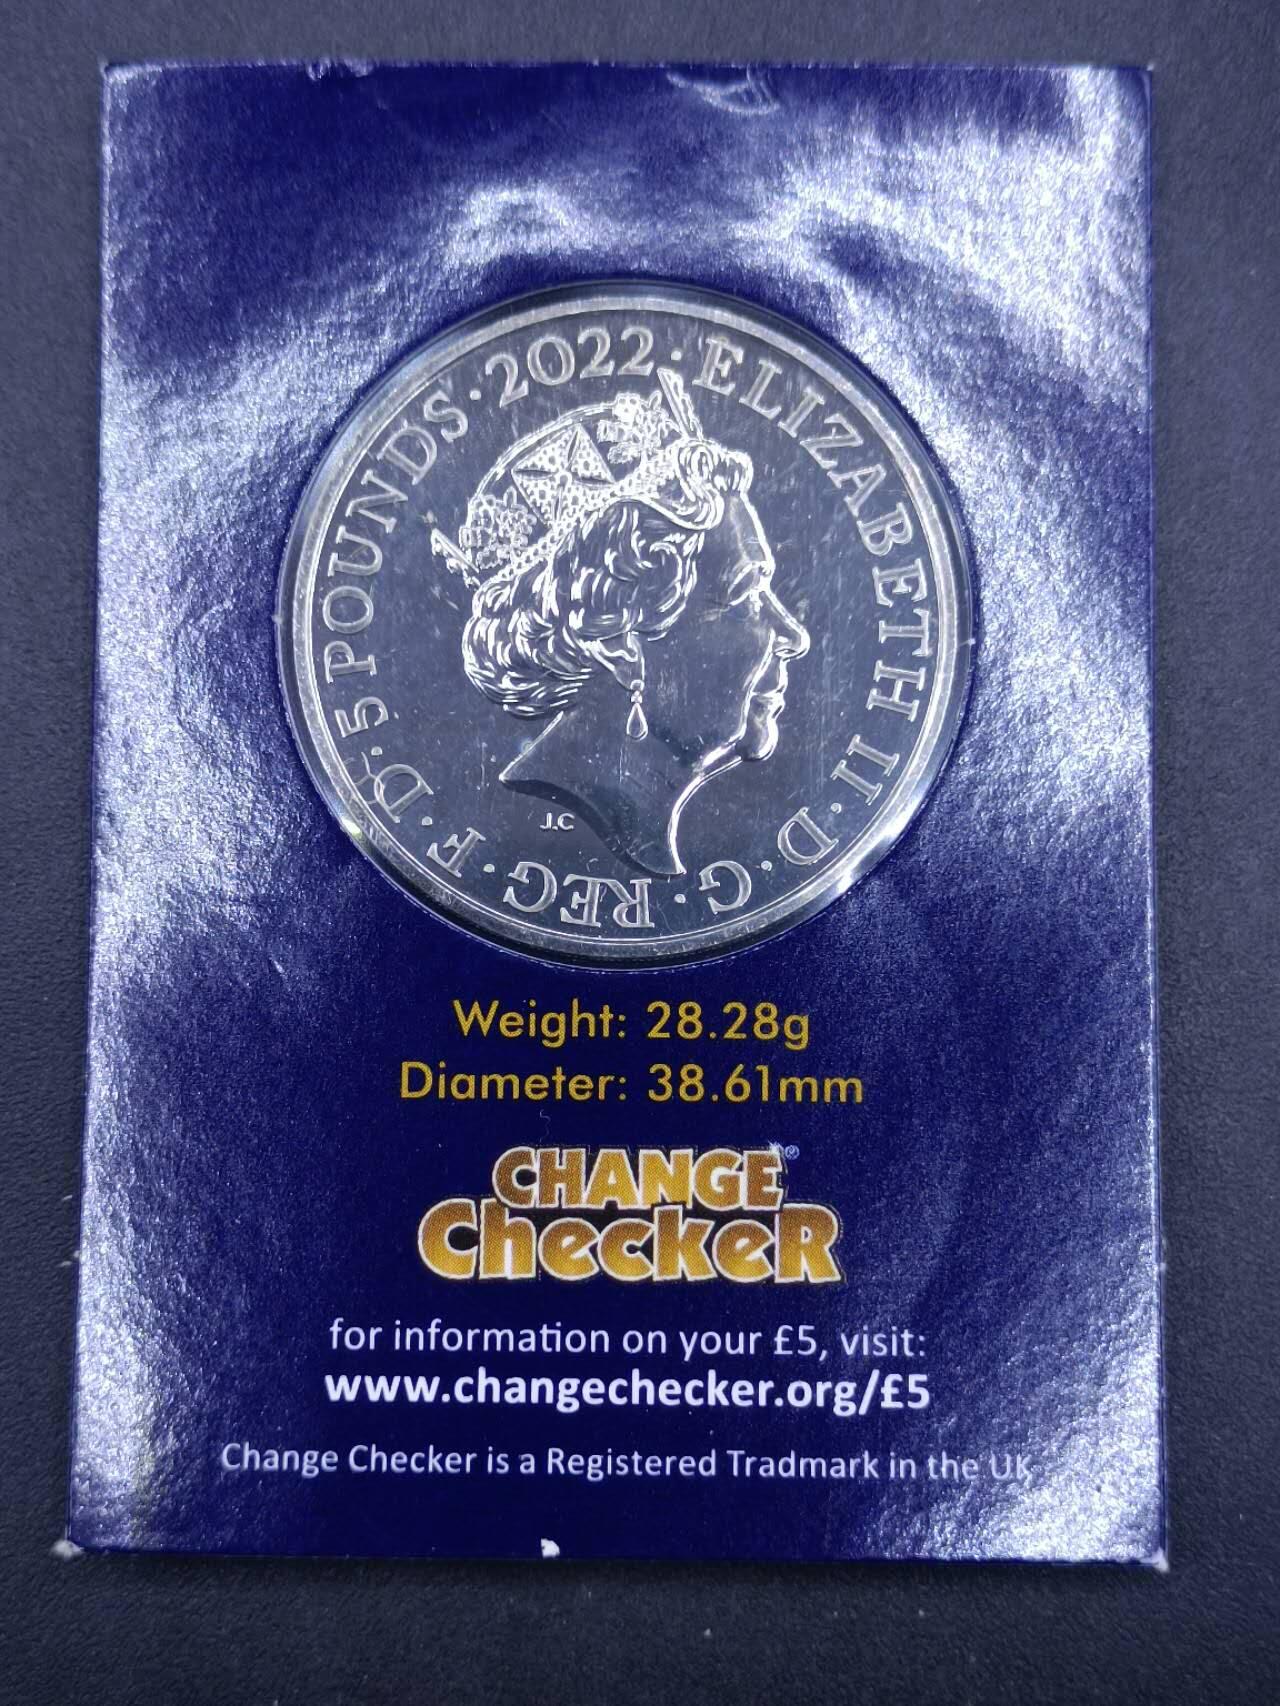 ELIZABETH II · D · G · REG · F · D · 5 POUNDS · 2022 ·
J.C
Weight: 28.28g
Diameter: 38.61mm
CHANGE®
CheckeR
for information on your £5, visit:
www.changechecker.org/£5
Change Checker is a Registered Tradmark in the UK